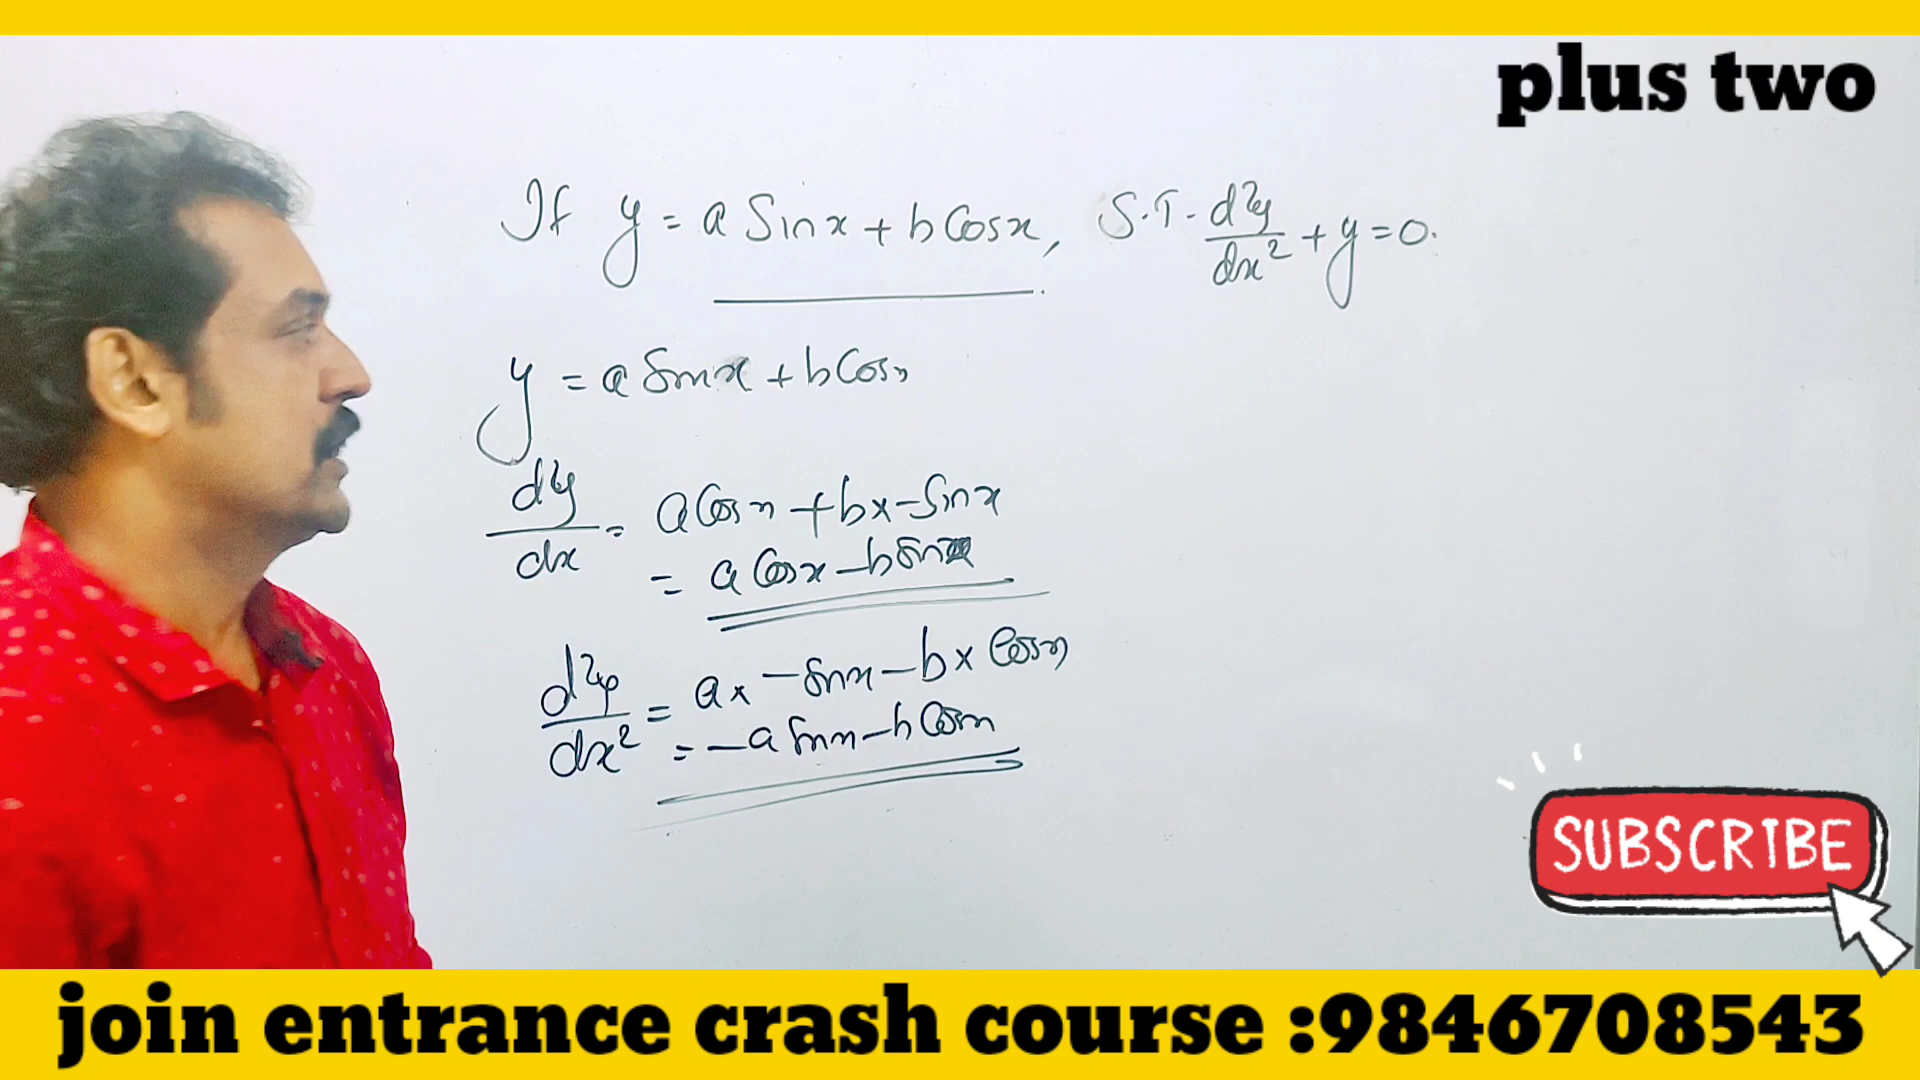 plus two
If y = a Sinx + b Cosx, S.T. d²y/dx² + y = 0.
y = a Sinx + b Cosx
dy/dx = a Cosx + b x - Sinx
= a Cosx - b Sinx
d²y/dx² = a x - Sinx - b x Cosx
= - a Sinx - b Cosx
SUBSCRIBE
join entrance crash course :9846708543